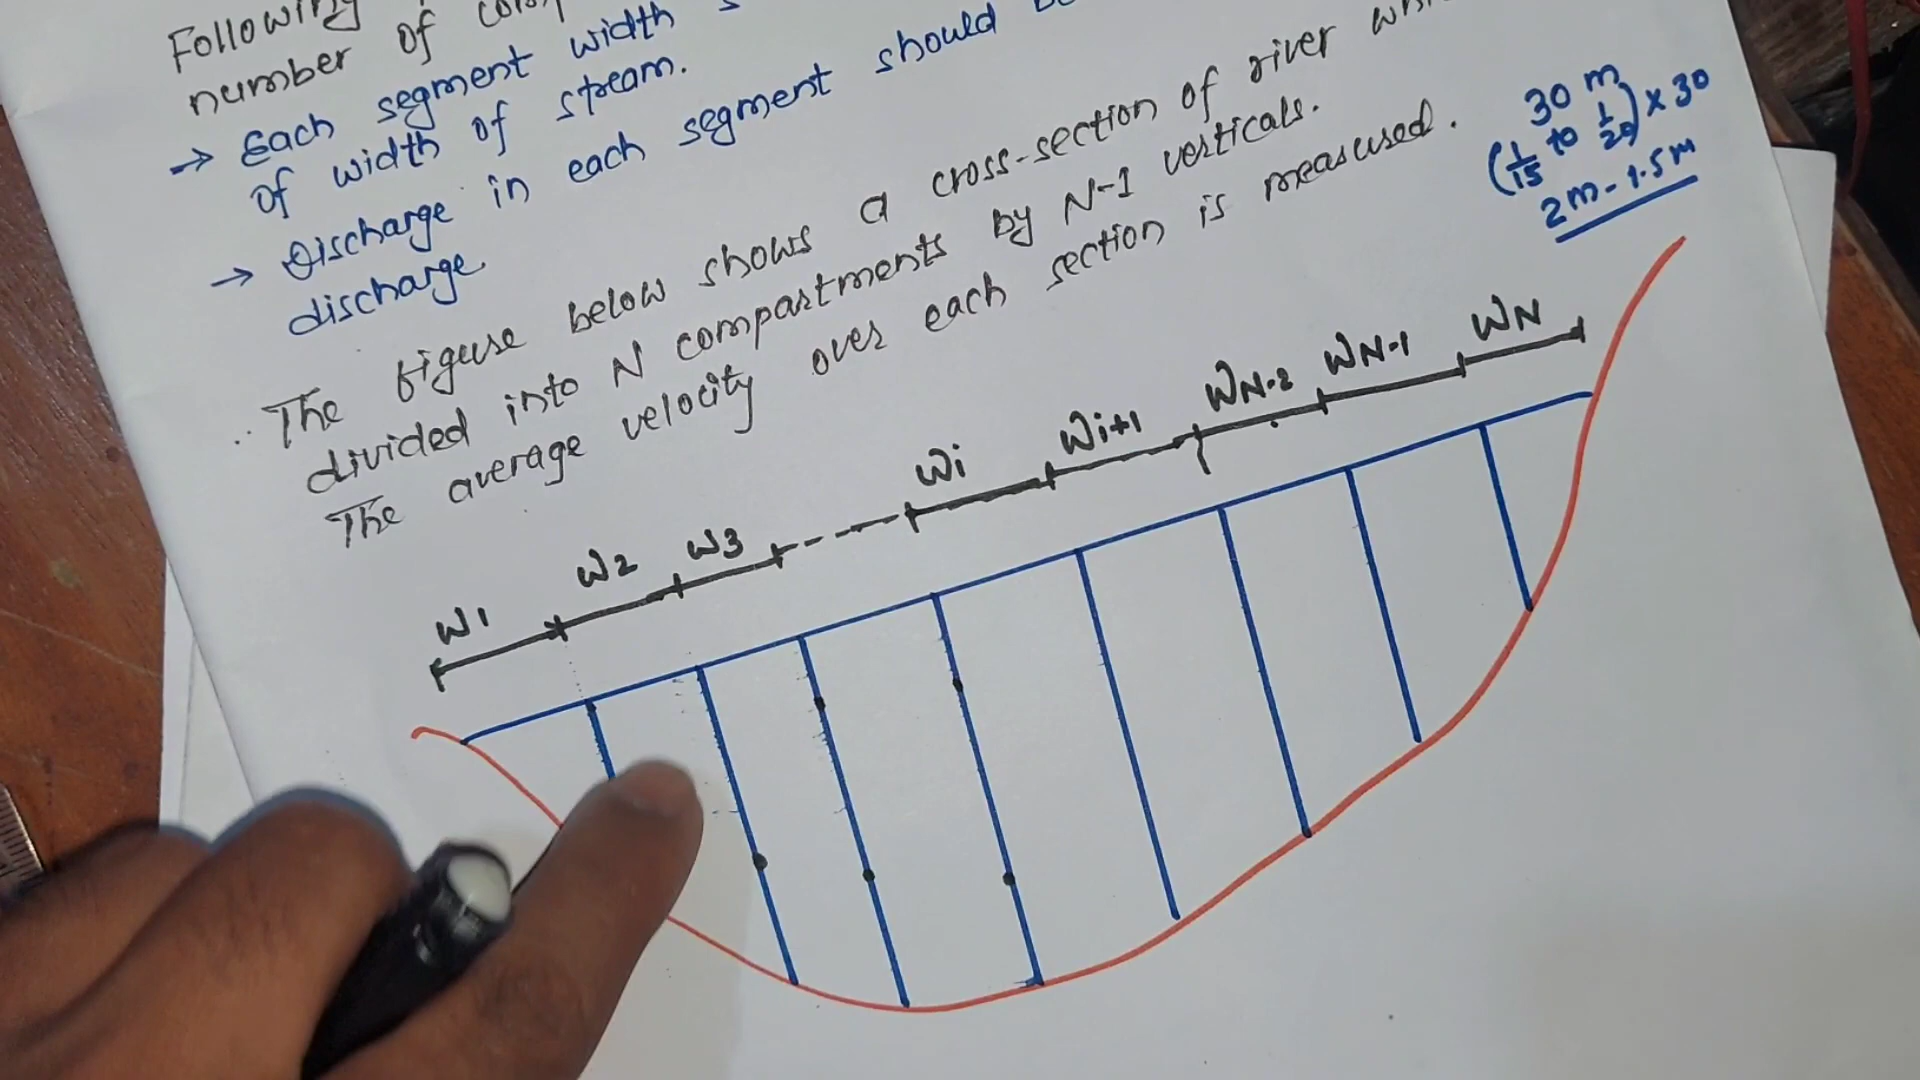 Following
number of
→ Each segment width
of width of stream.
→ Discharge in each segment should
discharge.
30 m
(1/15 to 1/20) x 30
2m - 1.5m
The figure below shows a cross-section of river
divided into N compartments by N-1 verticals.
The average velocity over each section is measured.
W1 W2 W3 Wi Wi+1 WN-2 WN-1 WN